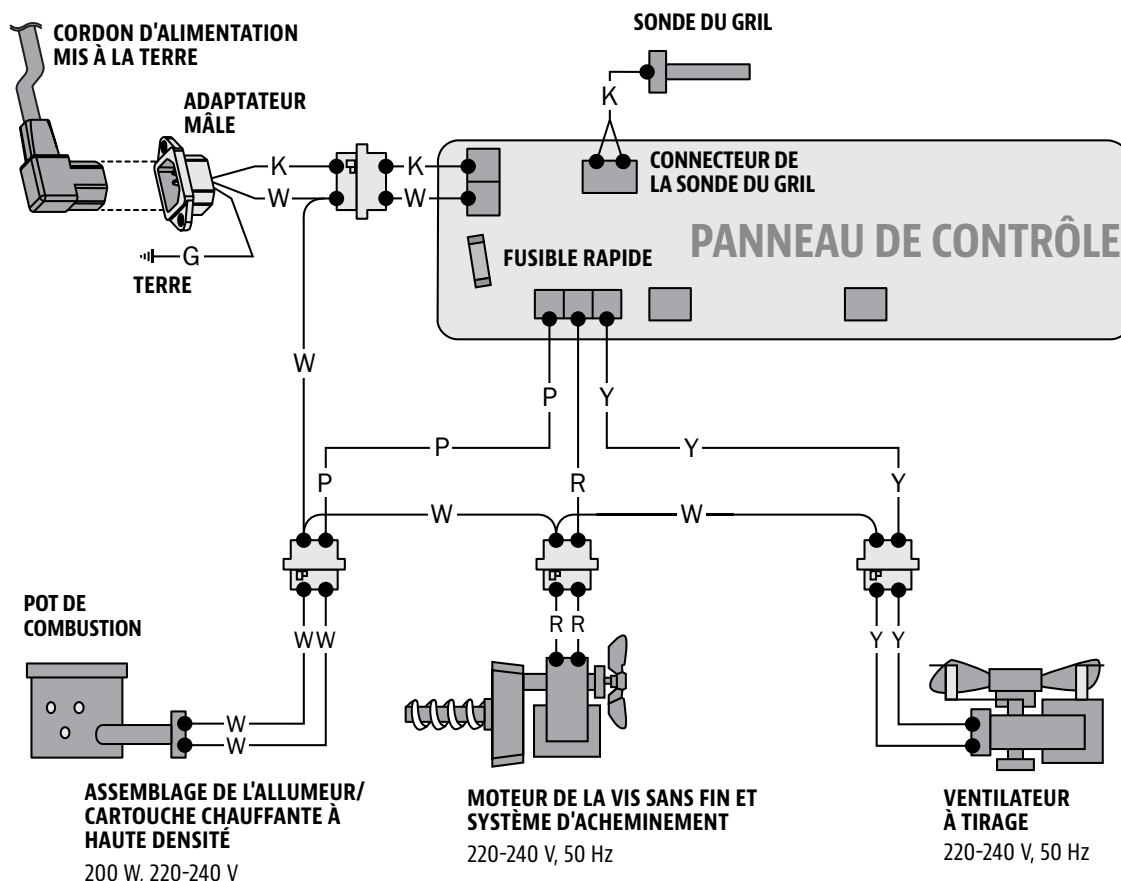 CORDON D'ALIMENTATION
MIS À LA TERRE
SONDE DU GRIL
ADAPTATEUR
MÂLE
K
K
K
CONNECTEUR DE
LA SONDE DU GRIL
W
W
PANNEAU DE CONTRÔLE
G
TERRE
FUSIBLE RAPIDE
W
P
Y
P
Y
P
R
Y
W
W
POT DE
COMBUSTION
W
W
R
R
Y
Y
W
W
ASSEMBLAGE DE L'ALLUMEUR/
CARTOUCHE CHAUFFANTE À
HAUTE DENSITÉ
200 W, 220-240 V
MOTEUR DE LA VIS SANS FIN ET
SYSTÈME D'ACHEMINEMENT
220-240 V, 50 Hz
VENTILATEUR
À TIRAGE
220-240 V, 50 Hz